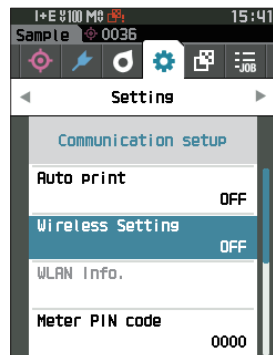 I+E 100 M 15:41
Sample 0036
-JOB
Setting
Communication setup
Auto print
OFF
Wireless Setting
OFF
WLAN Info.
Meter PIN code
0000